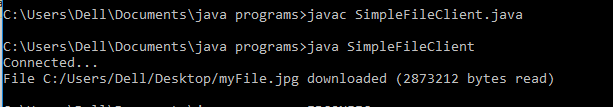 C:\Users\Dell\Documents\java programs>javac SimpleFileClient.java
C:\Users\Dell\Documents\java programs>java SimpleFileClient
Connected...
File C:/Users/Dell/Desktop/myFile.jpg downloaded (2873212 bytes read)